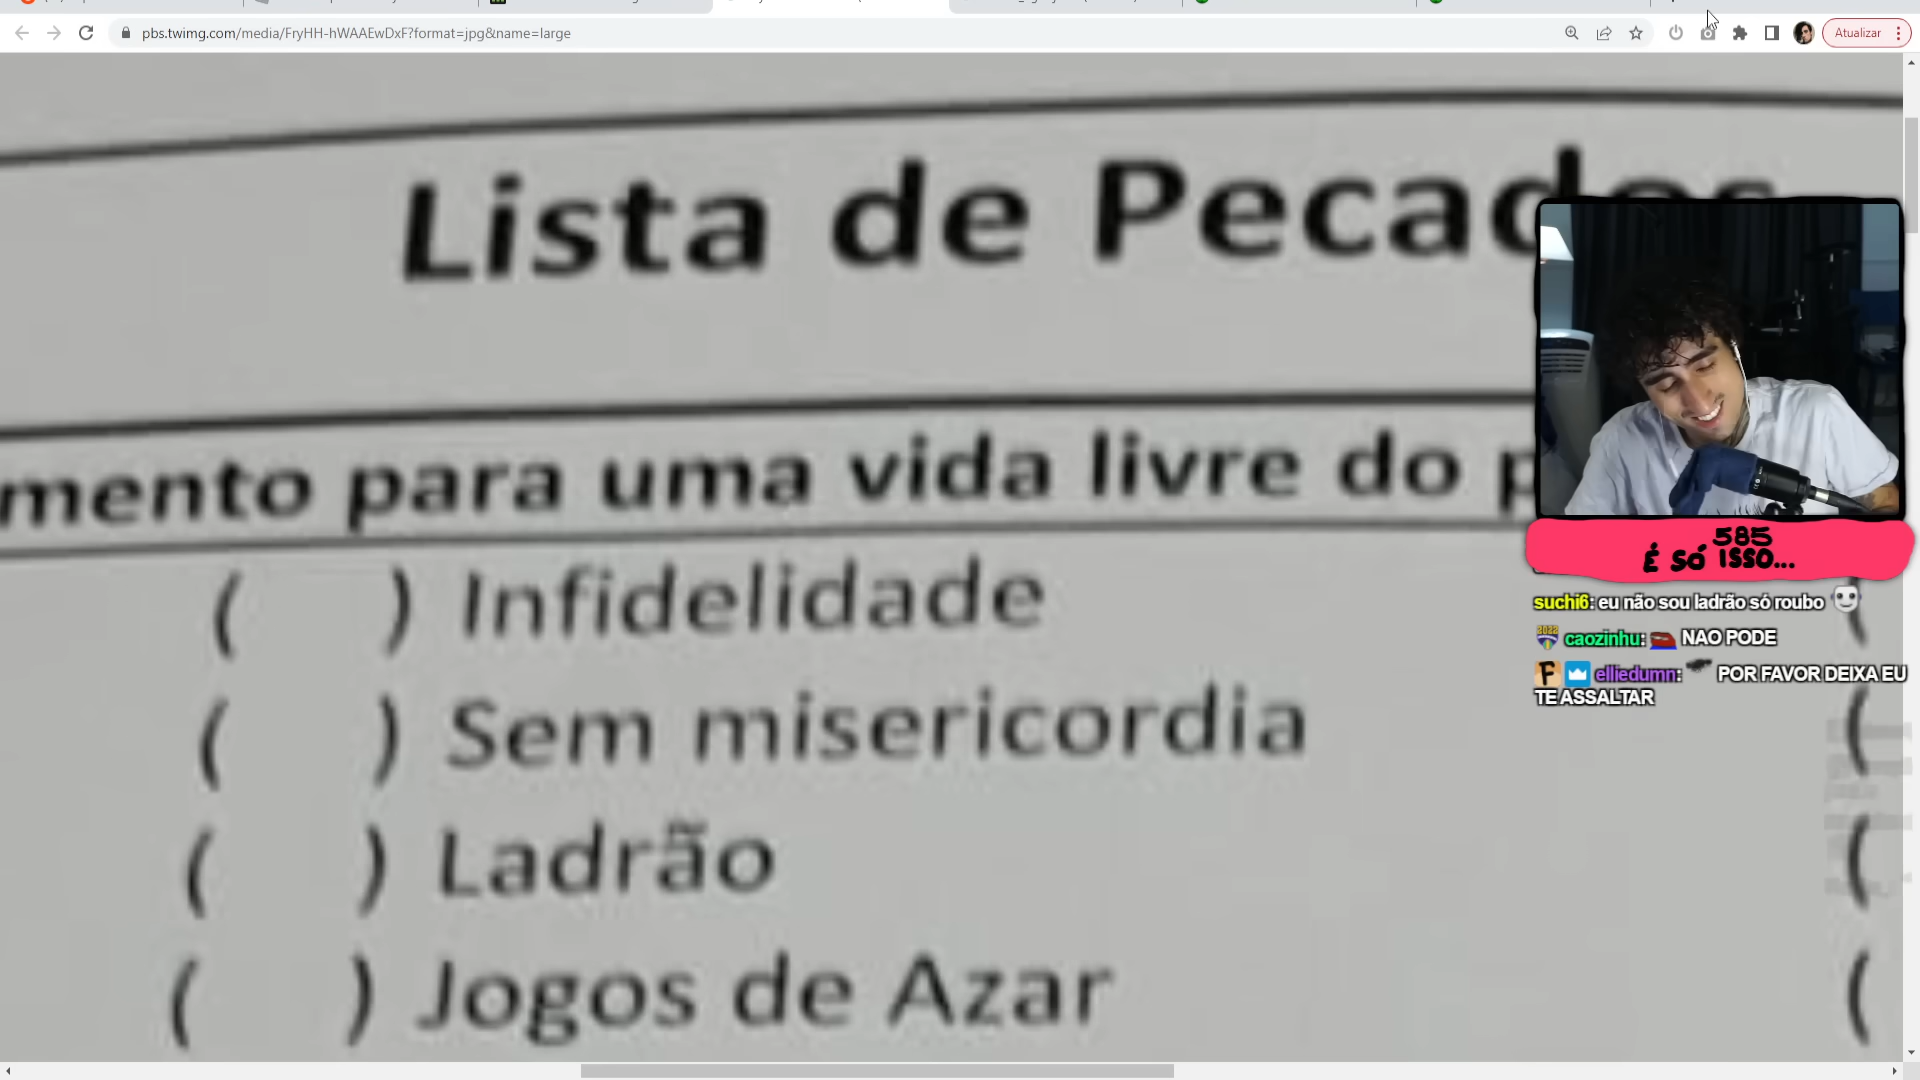 pbs.twimg.com/media/FryHH-hWAAEwDxF?format=jpg&name=large
Atualizar
Lista de Pecados
mento para uma vida livre do p
( ) Infidelidade
( ) Sem misericordia
( ) Ladrão
( ) Jogos de Azar
585
É SÓ ISSO...
suchi6: eu não sou ladrão só roubo
2022 caozinhu: NAO PODE
F elliedumn: POR FAVOR DEIXA EU
TE ASSALTAR